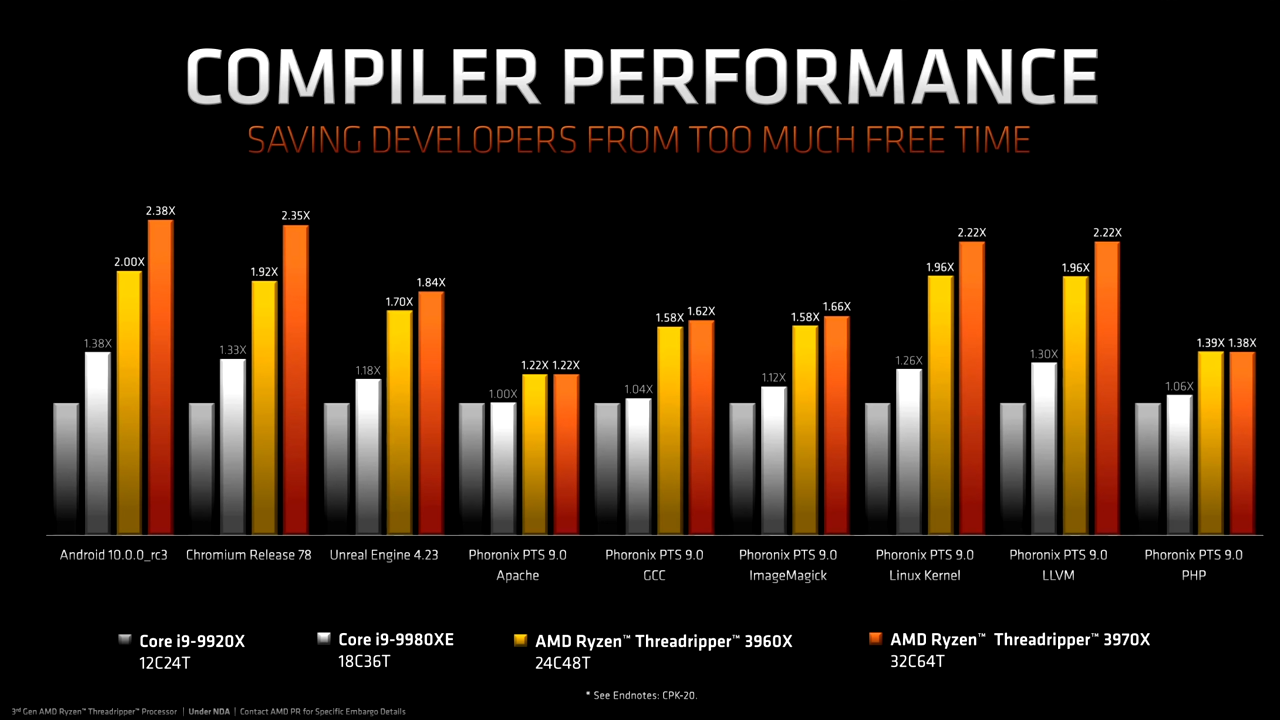 COMPILER PERFORMANCE
SAVING DEVELOPERS FROM TOO MUCH FREE TIME
1.38X 2.00X 2.38X
1.33X 1.92X 2.35X
1.18X 1.70X 1.84X
1.00X 1.22X 1.22X
1.04X 1.58X 1.62X
1.12X 1.58X 1.66X
1.26X 1.96X 2.22X
1.30X 1.96X 2.22X
1.06X 1.39X 1.38X
Android 10.0.0_rc3
Chromium Release 78
Unreal Engine 4.23
Phoronix PTS 9.0
Apache
Phoronix PTS 9.0
GCC
Phoronix PTS 9.0
ImageMagick
Phoronix PTS 9.0
Linux Kernel
Phoronix PTS 9.0
LLVM
Phoronix PTS 9.0
PHP
Core i9-9920X
12C24T
Core i9-9980XE
18C36T
AMD Ryzen™ Threadripper™ 3960X
24C48T
AMD Ryzen™ Threadripper™ 3970X
32C64T
* See Endnotes: CPK-20.
3rd Gen AMD Ryzen™ Threadripper™ Processor | Under NDA | Contact AMD PR for Specific Embargo Details